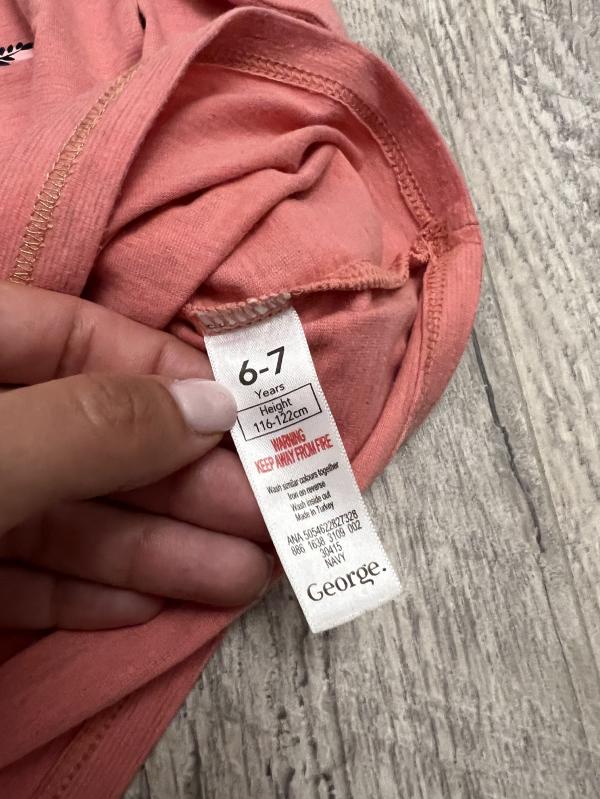 6-7
Years
Height
116-122cm
WARNING
KEEP AWAY FROM FIRE
Wash similar colours together
Iron on reverse
Wash inside out
Made in Turkey
ANA 5054622827328
086 1638 3109 002
30415
NAVY
George.